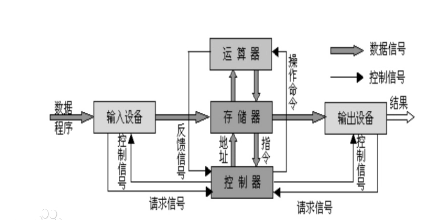 运算器
数据信号
控制信号
操作命令
数据
程序
输入设备
存储器
输出设备
结果
反馈信号
地址
指令
控制信号
控制信号
控制器
请求信号
请求信号